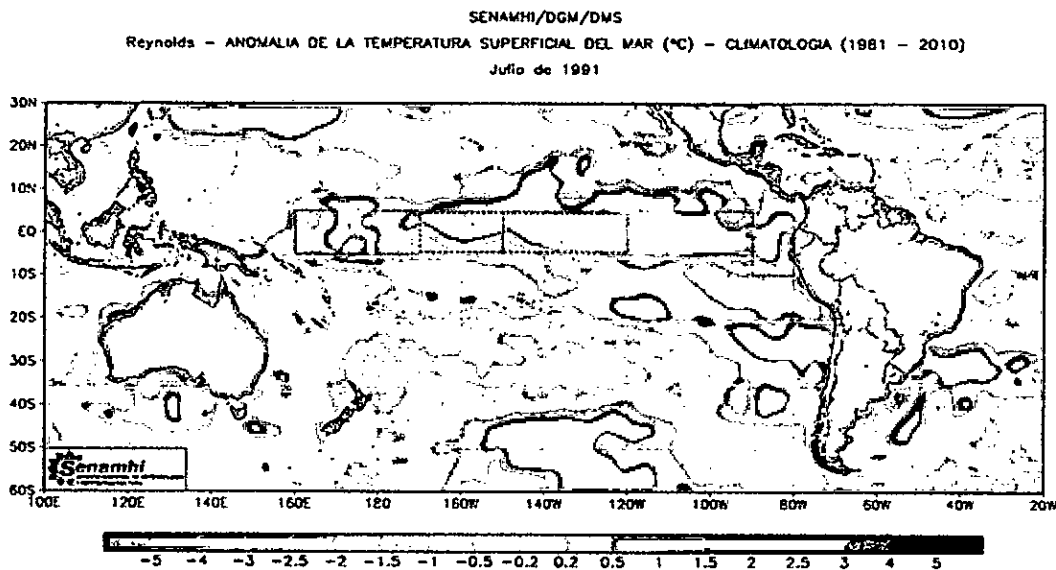 SENAMHI/DGM/DMS
Reynolds - ANOMALIA DE LA TEMPERATURA SUPERFICIAL DEL MAR (°C) - CLIMATOLOGIA (1981 - 2010)
Julio de 1991
30N
20N
10N
EQ
10S
20S
30S
40S
50S
60S
Senamhi
100E 120E 140E 160E 180 160W 140W 120W 100W 80W 60W 40W 20W
-5 -4 -3 -2.5 -2 -1.5 -1 -0.5 -0.2 0.2 0.5 1 1.5 2 2.5 3 4 5